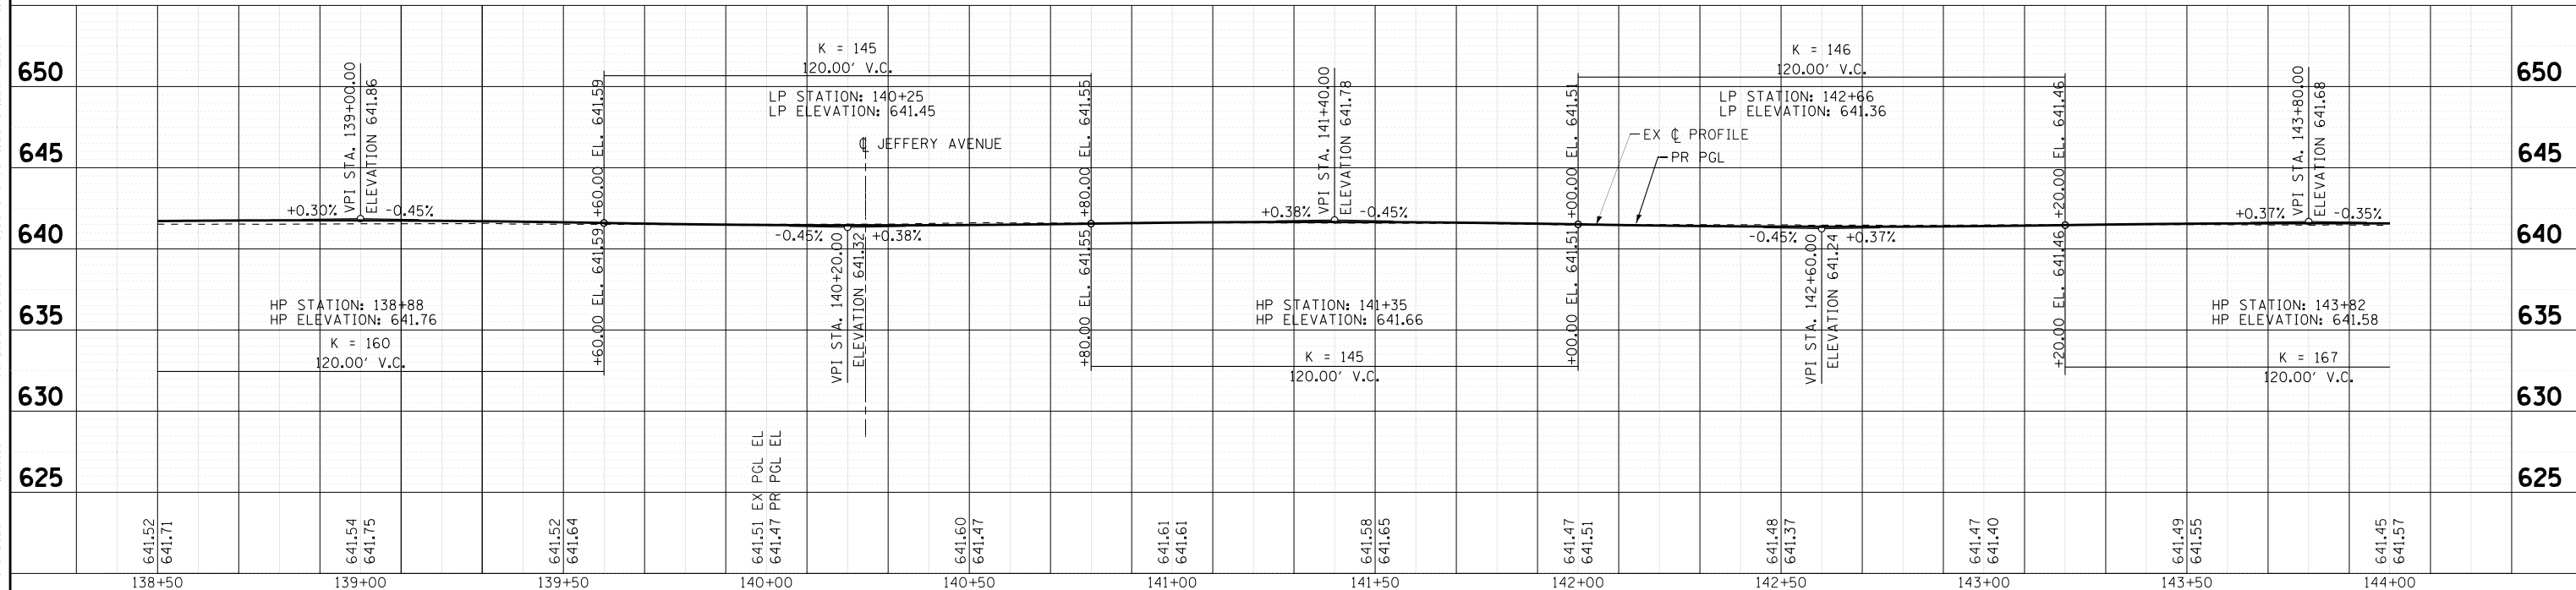 650
645
640
635
630
625
650
645
640
635
630
625
VPI STA. 139+00.00
ELEVATION 641.86
+0.30%
-0.45%
HP STATION: 138+88
HP ELEVATION: 641.76
K = 160
120.00' V.C.
+60.00 EL. 641.59
+60.00 EL. 641.59
K = 145
120.00' V.C.
LP STATION: 140+25
LP ELEVATION: 641.45
℄ JEFFERY AVENUE
-0.45%
+0.38%
VPI STA. 140+20.00
ELEVATION 641.32
+80.00 EL. 641.55
+80.00 EL. 641.55
VPI STA. 141+40.00
ELEVATION 641.78
+0.38%
-0.45%
HP STATION: 141+35
HP ELEVATION: 641.66
K = 145
120.00' V.C.
+00.00 EL. 641.51
+00.00 EL. 641.51
K = 146
120.00' V.C.
LP STATION: 142+66
LP ELEVATION: 641.36
EX ℄ PROFILE
PR PGL
-0.45%
+0.37%
VPI STA. 142+60.00
ELEVATION 641.24
+20.00 EL. 641.46
+20.00 EL. 641.46
VPI STA. 143+80.00
ELEVATION 641.68
+0.37%
-0.35%
HP STATION: 143+82
HP ELEVATION: 641.58
K = 167
120.00' V.C.
641.52
641.71
641.54
641.75
641.52
641.64
641.51 EX PGL EL
641.47 PR PGL EL
641.60
641.47
641.61
641.61
641.58
641.65
641.47
641.51
641.48
641.37
641.47
641.40
641.49
641.55
641.45
641.57
138+50
139+00
139+50
140+00
140+50
141+00
141+50
142+00
142+50
143+00
143+50
144+00